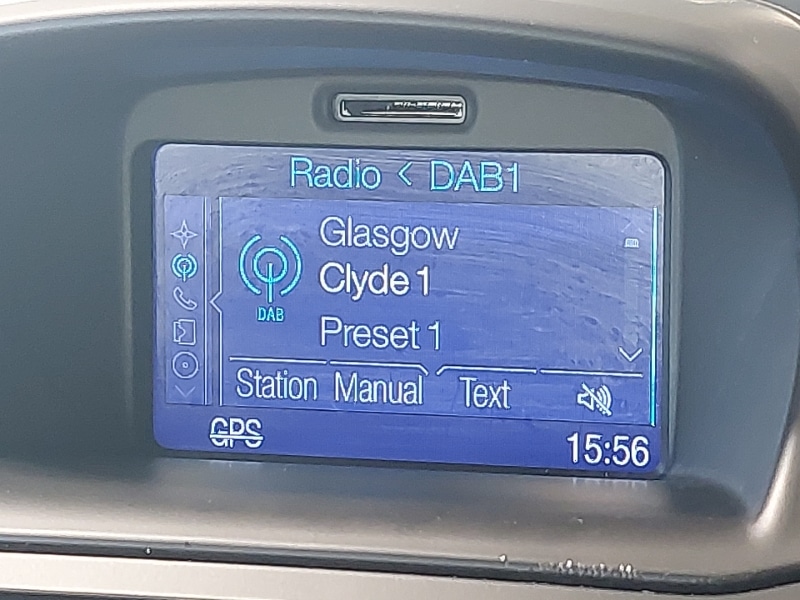 Radio < DAB1
Glasgow
Clyde 1
DAB
Preset 1
Station Manual Text
GPS 15:56